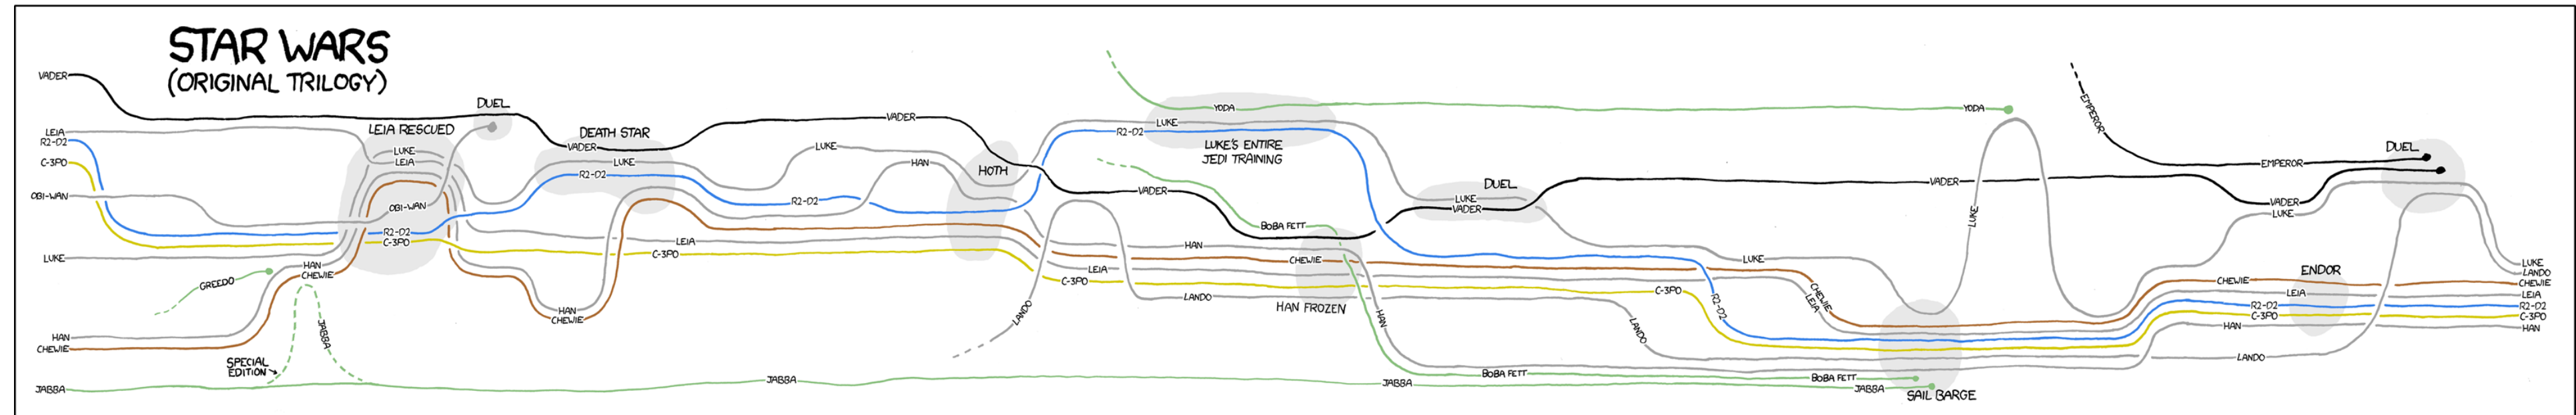 STAR WARS
(ORIGINAL TRILOGY)
VADER
LEIA
R2-D2
C-3PO
OBI-WAN
LUKE
HAN
CHEWIE
JABBA
GREEDO
SPECIAL
EDITION
JABBA
HAN
CHEWIE
LEIA RESCUED
LUKE
LEIA
OBI-WAN
R2-D2
C-3PO
DUEL
DEATH STAR
VADER
LUKE
R2-D2
HAN
CHEWIE
LEIA
C-3PO
JABBA
LUKE
R2-D2
VADER
HAN
HOTH
LANDO
R2-D2
LUKE
YODA
LUKE'S ENTIRE
JEDI TRAINING
VADER
BOBA FETT
HAN
CHEWIE
LEIA
C-3PO
LANDO
HAN FROZEN
HAN
JABBA
DUEL
LUKE
VADER
BOBA FETT
LANDO
C-3PO
R2-D2
LUKE
CHEWIE
LEIA
BOBA FETT
JABBA
SAIL BARGE
VADER
LUKE
YODA
EMPEROR
EMPEROR
VADER
LUKE
DUEL
CHEWIE
LEIA
R2-D2
C-3PO
HAN
LANDO
ENDOR
LUKE
LANDO
CHEWIE
LEIA
R2-D2
C-3PO
HAN